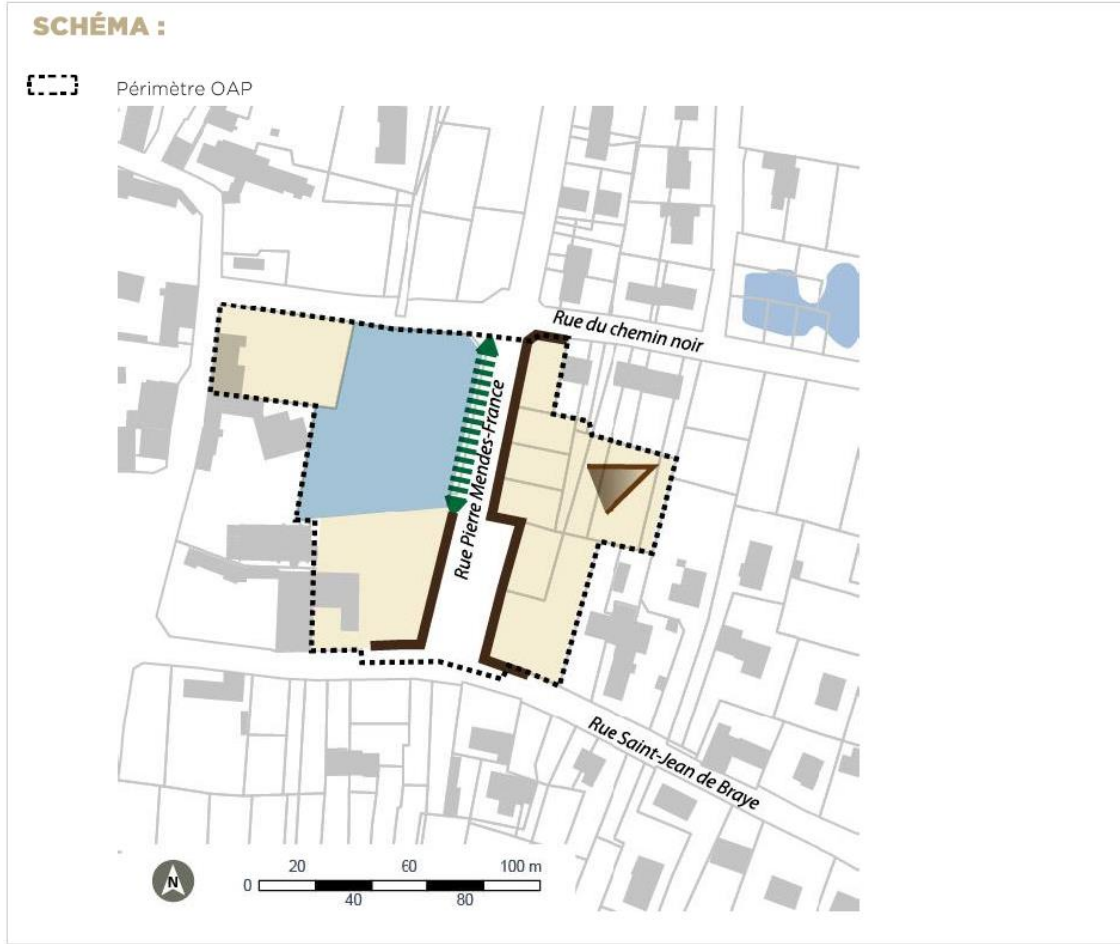 SCHÉMA :
Périmètre OAP
Rue du chemin noir
Rue Pierre Mendes-France
Rue Saint-Jean de Braye
N
20 60 100 m
0
40 80